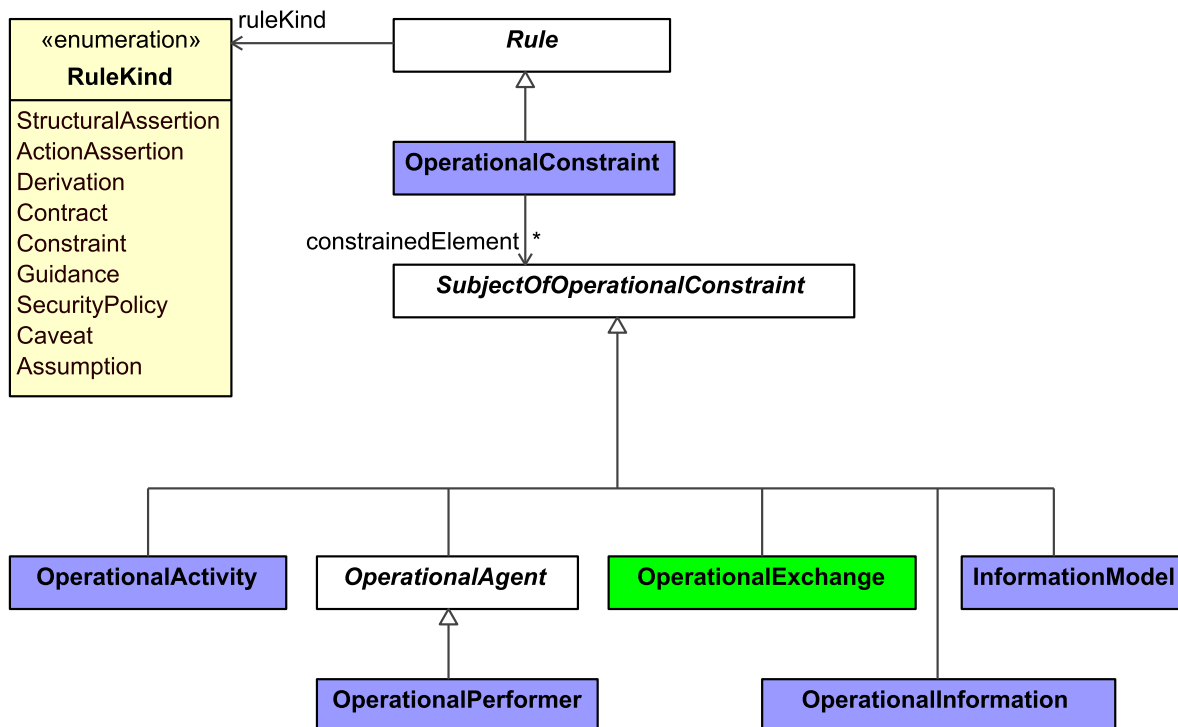 ruleKind
«enumeration»
RuleKind
StructuralAssertion
ActionAssertion
Derivation
Contract
Constraint
Guidance
SecurityPolicy
Caveat
Assumption
Rule
OperationalConstraint
constrainedElement *
SubjectOfOperationalConstraint
OperationalActivity
OperationalAgent
OperationalExchange
InformationModel
OperationalPerformer
OperationalInformation